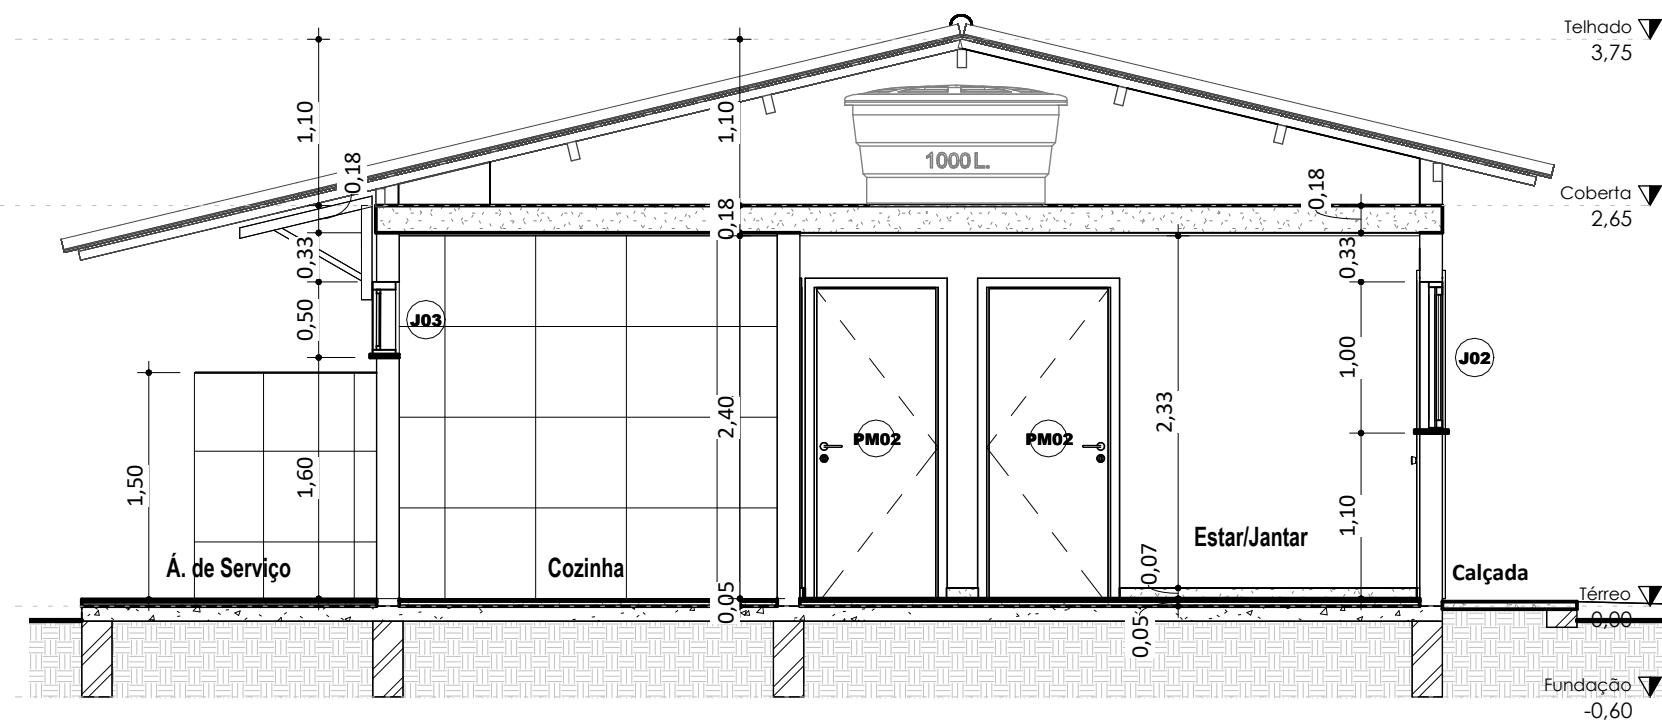 Telhado
3,75
1,10
1,10
1000 L.
0,18
0,18
Coberta
2,65
0,18
0,33
0,33
J03
0,50
1,00
J02
2,40
2,33
PM02
PM02
1,50
1,60
1,10
Estar/Jantar
Á. de Serviço
Cozinha
0,07
Calçada
0,05
0,05
Térreo
0,00
Fundação
-0,60